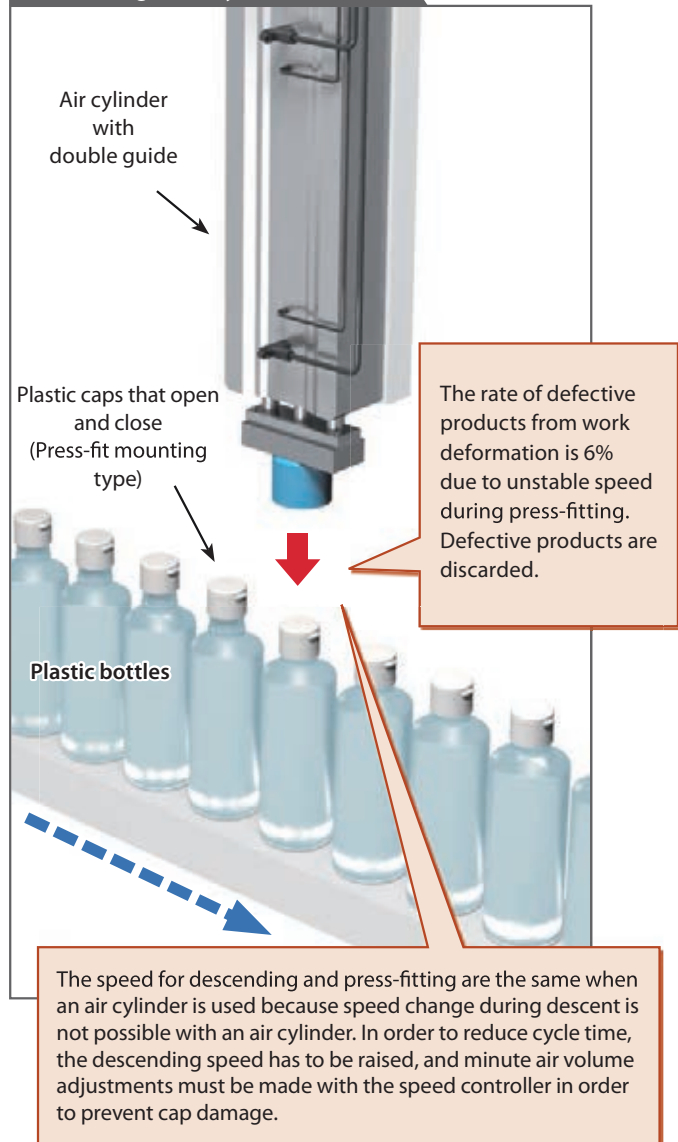 Air cylinder
with
double guide
Plastic caps that open
and close
(Press-fit mounting
type)
The rate of defective
products from work
deformation is 6%
due to unstable speed
during press-fitting.
Defective products are
discarded.
Plastic bottles
The speed for descending and press-fitting are the same when
an air cylinder is used because speed change during descent is
not possible with an air cylinder. In order to reduce cycle time,
the descending speed has to be raised, and minute air volume
adjustments must be made with the speed controller in order
to prevent cap damage.